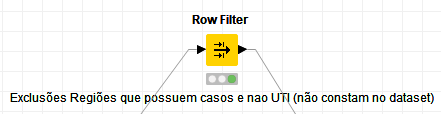 Row Filter
Exclusões Regiões que possuem casos e nao UTI (não constam no dataset)